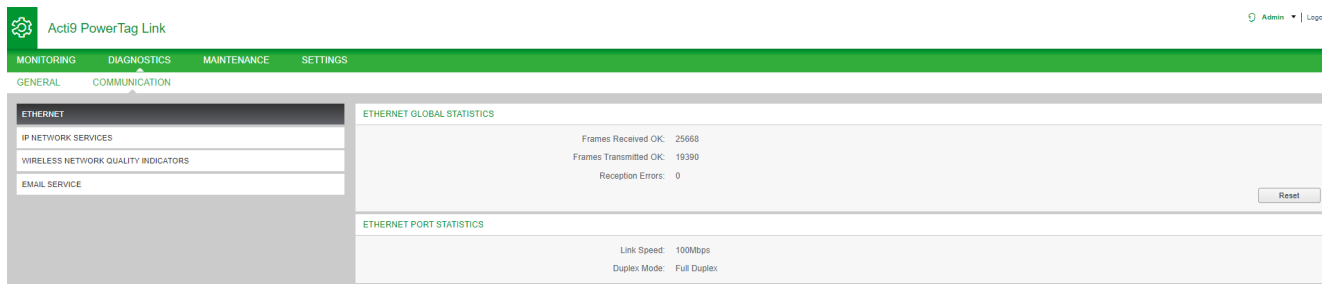 Acti9 PowerTag Link
Admin
MONITORING DIAGNOSTICS MAINTENANCE SETTINGS
GENERAL COMMUNICATION
ETHERNET
IP NETWORK SERVICES
WIRELESS NETWORK QUALITY INDICATORS
EMAIL SERVICE
ETHERNET GLOBAL STATISTICS
Frames Received OK: 25668
Frames Transmitted OK: 19390
Reception Errors: 0
Reset
ETHERNET PORT STATISTICS
Link Speed: 100Mbps
Duplex Mode: Full Duplex